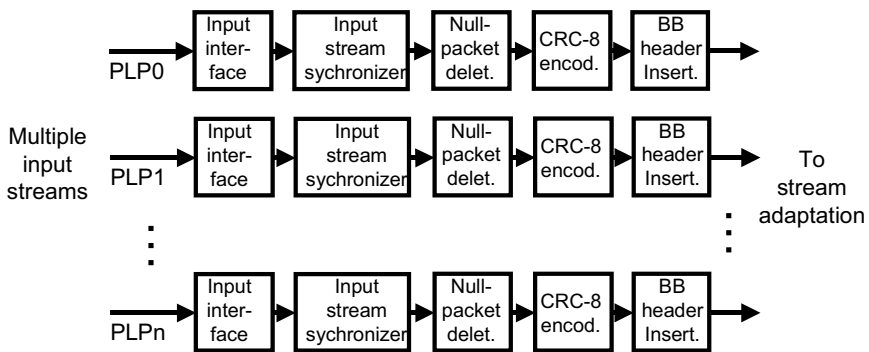 Input
inter-
face
Input
stream
sychronizer
Null-
packet
delet.
CRC-8
encod.
BB
header
Insert.
PLP0
Multiple
input
streams
Input
inter-
face
Input
stream
sychronizer
Null-
packet
delet.
CRC-8
encod.
BB
header
Insert.
PLP1
To
stream
adaptation
Input
inter-
face
Input
stream
sychronizer
Null-
packet
delet.
CRC-8
encod.
BB
header
Insert.
PLPn